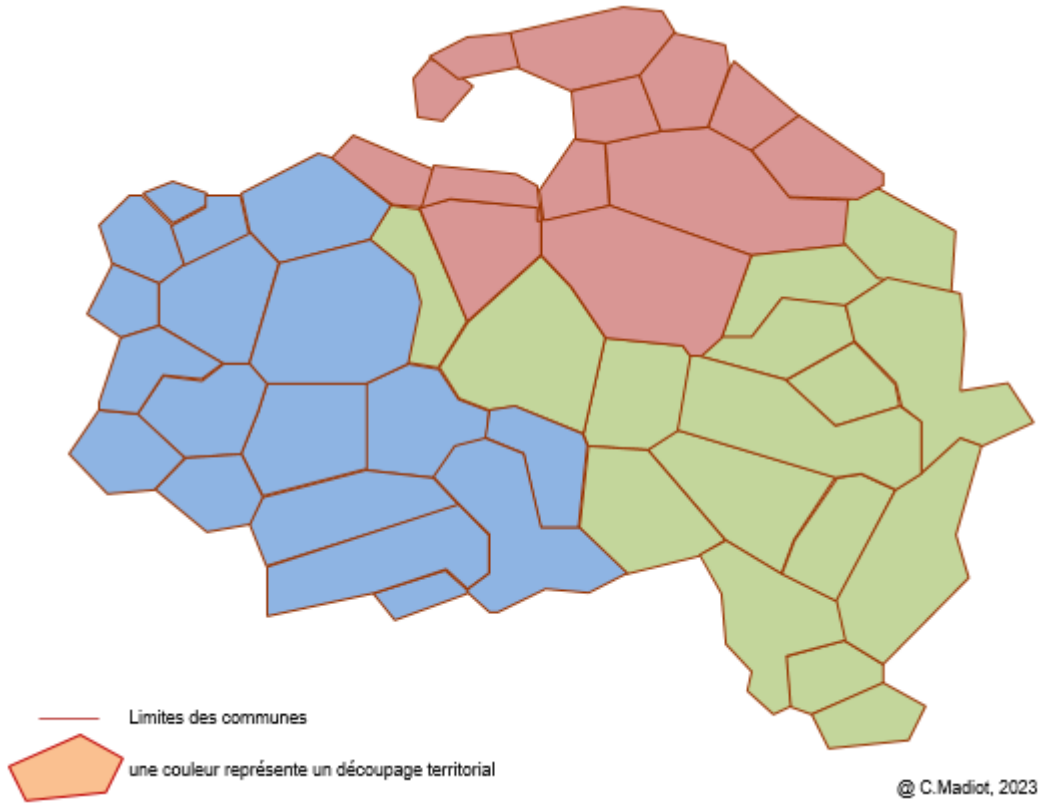 Limites des communes
une couleur représente un découpage territorial
@ C.Madiot, 2023